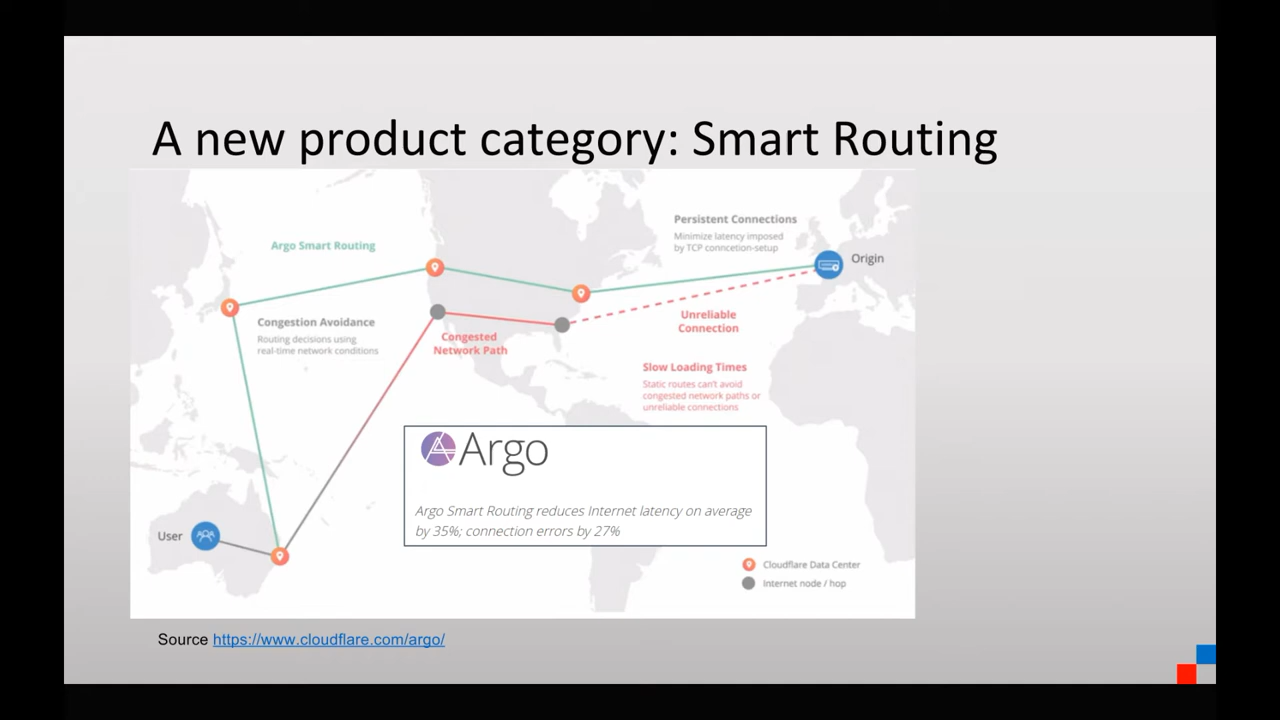 A new product category: Smart Routing
Argo Smart Routing
Persistent Connections
Minimize latency imposed
by TCP conncetion-setup
Origin
Congestion Avoidance
Routing decisions using
real-time network conditions
Congested
Network Path
Unreliable
Connection
Slow Loading Times
Static routes can't avoid
congested network paths or
unreliable connections
Argo
Argo Smart Routing reduces Internet latency on average
by 35%; connection errors by 27%
User
Cloudflare Data Center
Internet node / hop
Source https://www.cloudflare.com/argo/